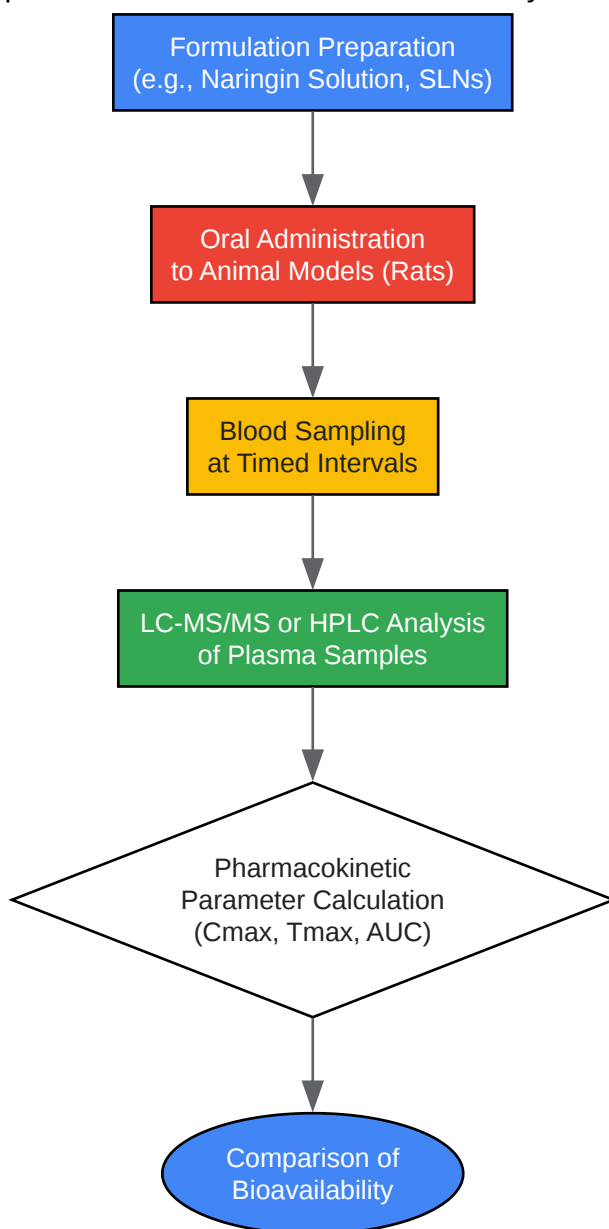 Formulation Preparation
(e.g., Naringin Solution, SLNs)
Oral Administration
to Animal Models (Rats)
Blood Sampling
at Timed Intervals
LC-MS/MS or HPLC Analysis
of Plasma Samples
Pharmacokinetic
Parameter Calculation
(Cmax, Tmax, AUC)
Comparison of
Bioavailability